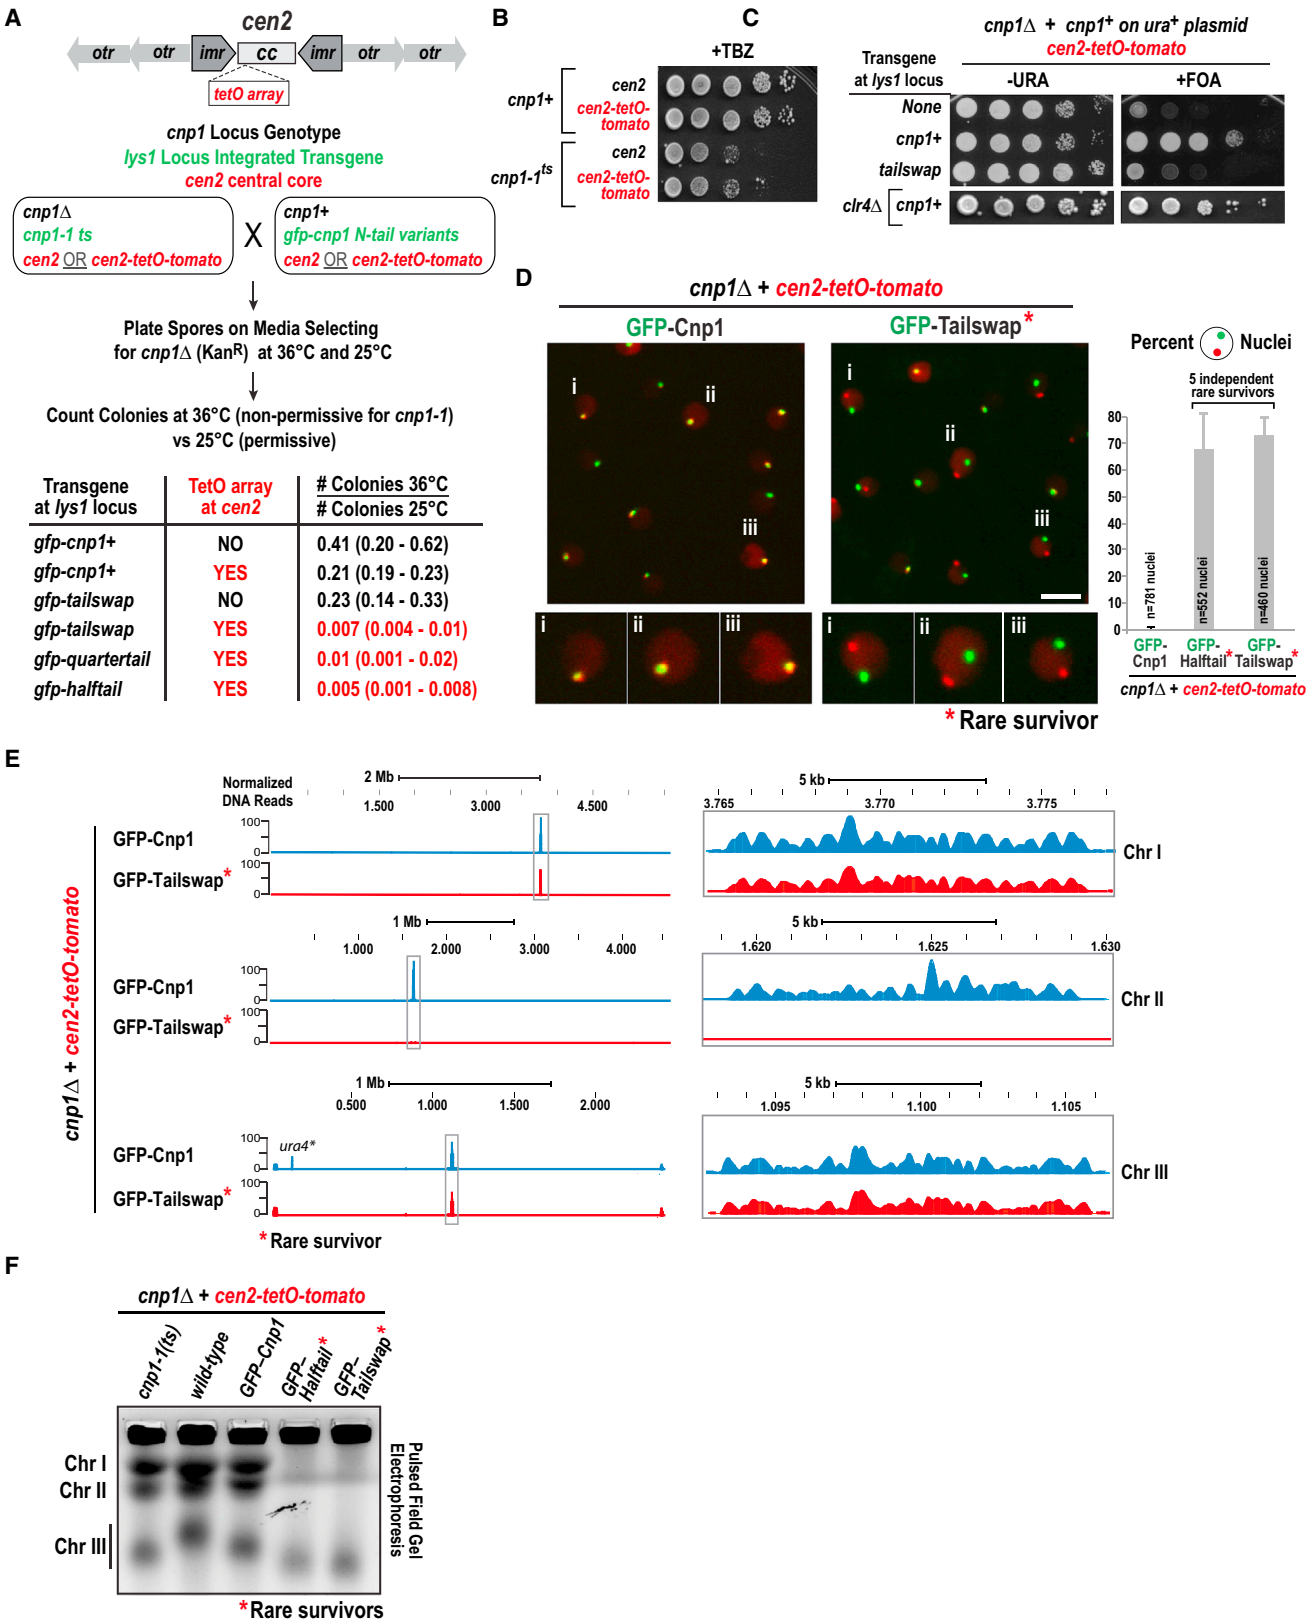 A
cen2
otr otr imr cc imr otr otr
tetO array
cnp1 Locus Genotype
lys1 Locus Integrated Transgene
cen2 central core
cnp1Δ
cnp1-1 ts
cen2 OR cen2-tetO-tomato
X
cnp1+
gfp-cnp1 N-tail variants
cen2 OR cen2-tetO-tomato
Plate Spores on Media Selecting
for cnp1Δ (KanR) at 36°C and 25°C
Count Colonies at 36°C (non-permissive for cnp1-1)
vs 25°C (permissive)
Transgene at lys1 locus
TetO array at cen2
# Colonies 36°C
# Colonies 25°C
gfp-cnp1+ NO 0.41 (0.20 - 0.62)
gfp-cnp1+ YES 0.21 (0.19 - 0.23)
gfp-tailswap NO 0.23 (0.14 - 0.33)
gfp-tailswap YES 0.007 (0.004 - 0.01)
gfp-quartertail YES 0.01 (0.001 - 0.02)
gfp-halftail YES 0.005 (0.001 - 0.008)
B
+TBZ
cnp1+
cen2
cen2-tetO-
tomato
cnp1-1ts
cen2
cen2-tetO-
tomato
C
cnp1Δ + cnp1+ on ura+ plasmid
cen2-tetO-tomato
Transgene
at lys1 locus
-URA +FOA
None
cnp1+
tailswap
clr4Δ cnp1+
D
cnp1Δ + cen2-tetO-tomato
GFP-Cnp1 GFP-Tailswap*
i
ii
iii
i
ii
iii
i ii iii
i ii iii
* Rare survivor
Percent Nuclei
5 independent
rare survivors
80
70
60
50
40
30
20
10
0
n=781 nuclei
n=552 nuclei
n=460 nuclei
GFP-
Cnp1
GFP-
Halftail*
GFP-
Tailswap*
cnp1Δ + cen2-tetO-tomato
E
cnp1Δ + cen2-tetO-tomato
Normalized
DNA Reads
2 Mb
1.500 3.000 4.500
5 kb
3.765 3.770 3.775
GFP-Cnp1
100
0
GFP-Tailswap*
100
0
Chr I
1 Mb
1.000 2.000 3.000 4.000
5 kb
1.620 1.625 1.630
GFP-Cnp1
100
0
GFP-Tailswap*
100
0
Chr II
1 Mb
0.500 1.000 1.500 2.000
5 kb
1.095 1.100 1.105
GFP-Cnp1
100
0
ura4*
GFP-Tailswap*
100
0
Chr III
* Rare survivor
F
cnp1Δ + cen2-tetO-tomato
cnp1-1(ts)
wild-type
GFP–Cnp1
GFP–
Halftail*
GFP–
Tailswap*
Chr I
Chr II
Chr III
Pulsed Field Gel
Electrophoresis
* Rare survivors